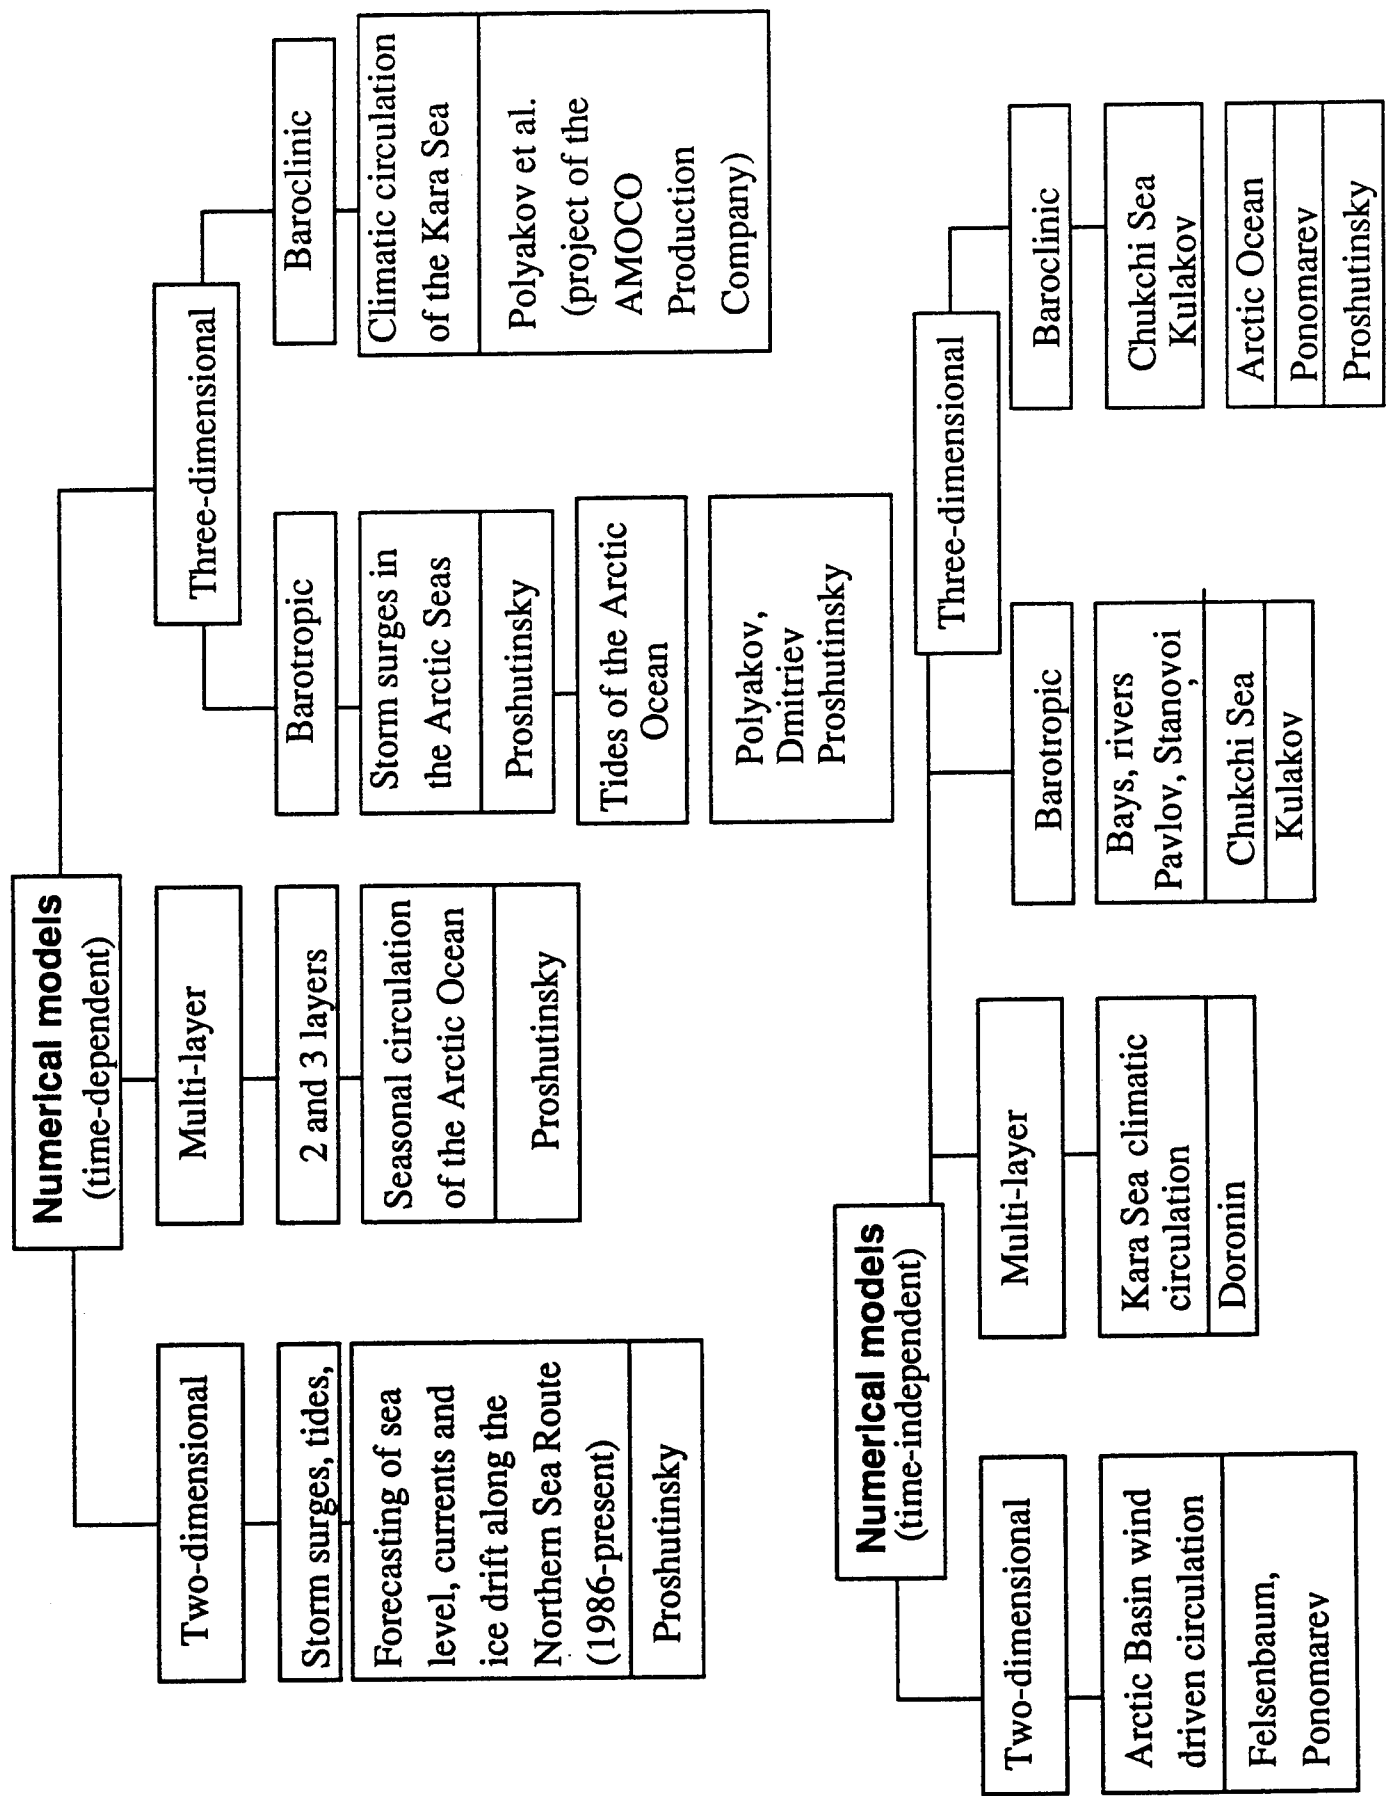 Numerical models
(time-dependent)
Two-dimensional
Storm surges, tides,
Forecasting of sea
level, currents and
ice drift along the
Northern Sea Route
(1986-present)
Proshutinsky
Multi-layer
2 and 3 layers
Seasonal circulation
of the Arctic Ocean
Proshutinsky
Three-dimensional
Barotropic
Storm surges in
the Arctic Seas
Proshutinsky
Tides of the Arctic
Ocean
Polyakov,
Dmitriev
Proshutinsky
Baroclinic
Climatic circulation
of the Kara Sea
Polyakov et al.
(project of the
AMOCO
Production
Company)
Numerical models
(time-independent)
Two-dimensional
Arctic Basin wind
driven circulation
Felsenbaum,
Ponomarev
Multi-layer
Kara Sea climatic
circulation
Doronin
Three-dimensional
Barotropic
Bays, rivers
Pavlov, Stanovoi,
Chukchi Sea
Kulakov
Baroclinic
Chukchi Sea
Kulakov
Arctic Ocean
Ponomarev
Proshutinsky